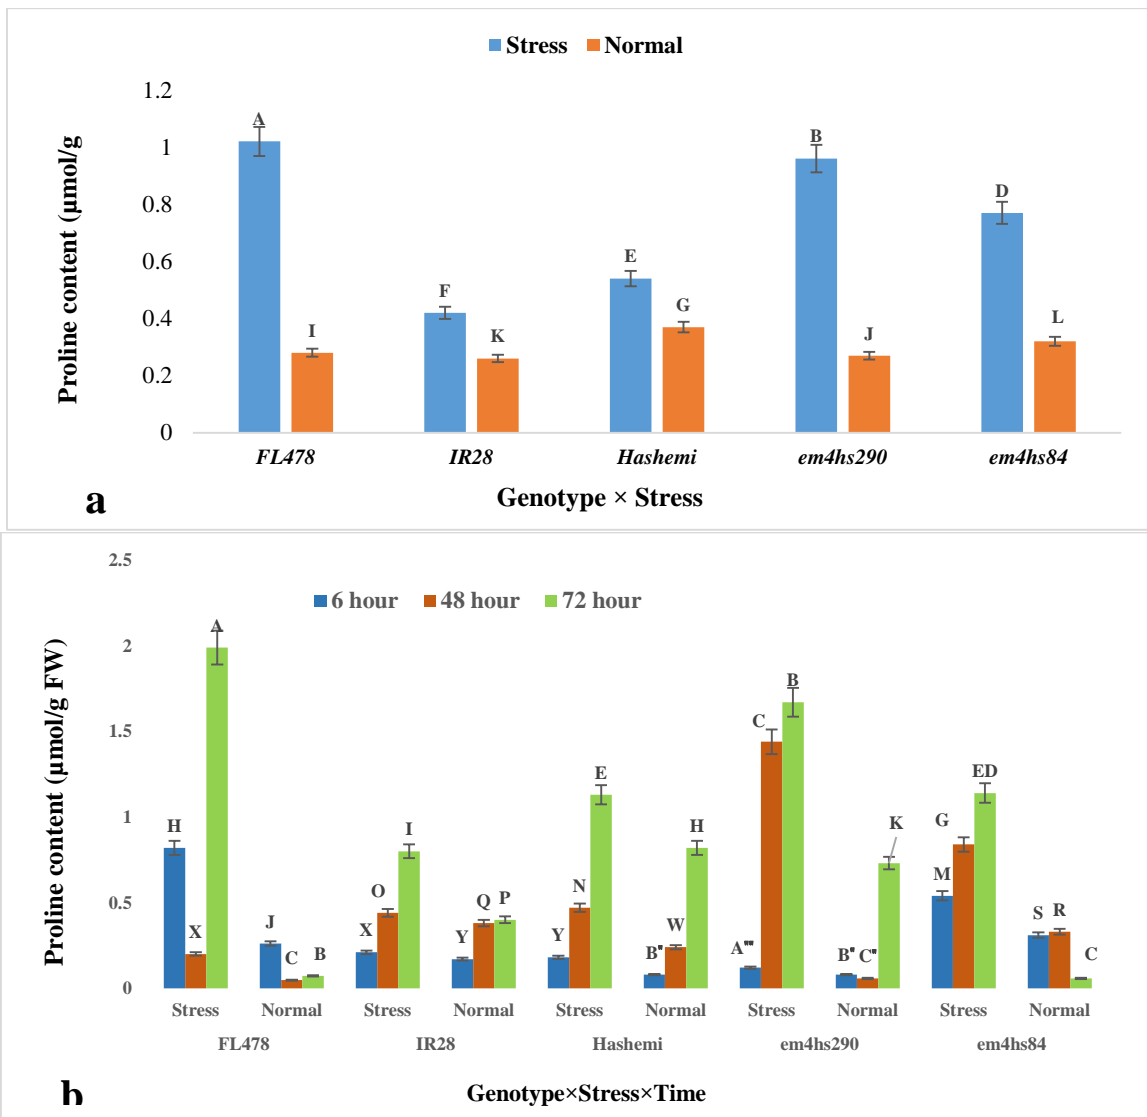 Stress Normal
Proline content (µmol/g
1.2
1
0.8
0.6
0.4
0.2
0
A
I
F
K
E
G
B
J
D
L
FL478 IR28 Hashemi em4hs290 em4hs84
a
Genotype × Stress
6 hour 48 hour 72 hour
Proline content (µmol/g FW)
2.5
2
1.5
1
0.5
0
H X A
J C B
X O I
Y Q P
Y N E
B" W H
A"" C B
B" C" K
M G ED
S R C
Stress Normal Stress Normal Stress Normal Stress Normal Stress Normal
FL478 IR28 Hashemi em4hs290 em4hs84
b
Genotype×Stress×Time